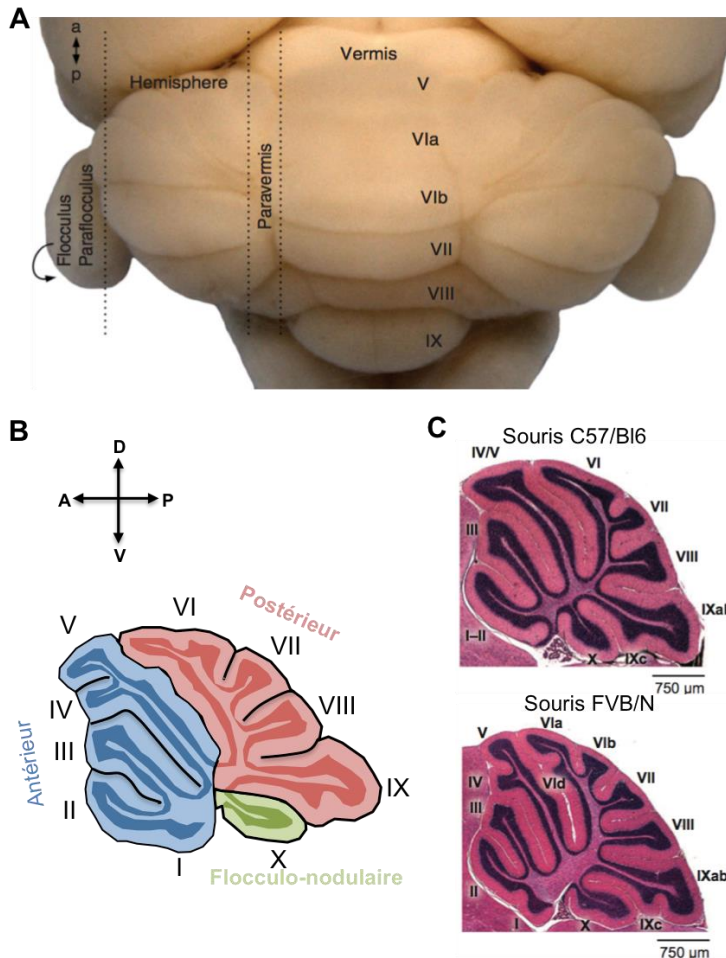 A
a
p
Vermis
Hemisphere
V
VIa
Paravermis
VIb
Flocculus
Paraflocculus
VII
VIII
IX
B
D
A
P
V
VI
Postérieur
V
VII
IV
VIII
III
Antérieur
II
IX
I
X
Flocculo-nodulaire
C
Souris C57/Bl6
IV/V
VI
VII
III
VIII
IXab
I–II
X
IXc
750 µm
Souris FVB/N
V
VIa
VIb
IV
VId
VII
III
VIII
IXab
II
I
X
IXc
750 µm